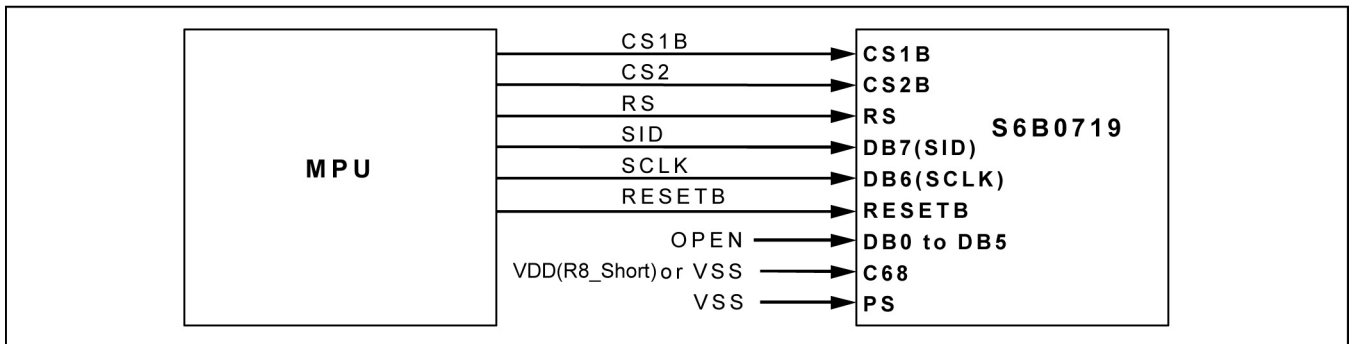 CS1B
CS1B
CS2
CS2B
RS
RS
S6B0719
SID
DB7(SID)
MPU
SCLK
DB6(SCLK)
RESETB
RESETB
OPEN
DB0 to DB5
VDD(R8_Short) or VSS
C68
VSS
PS